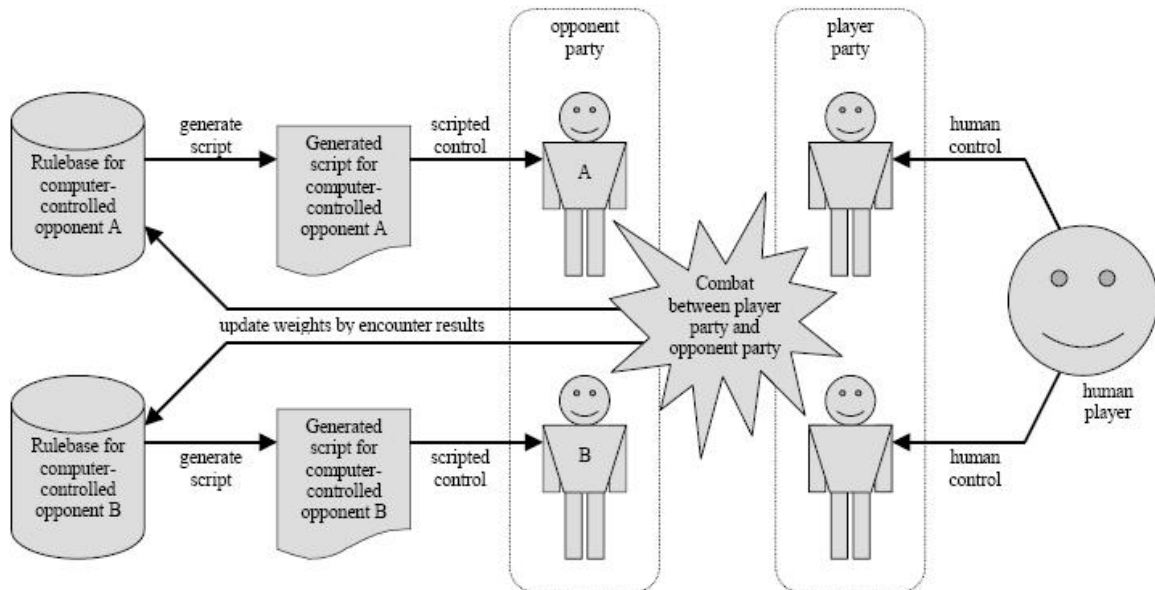 opponent
party
player
party
generate
script
scripted
control
human
control
Rulebase for
computer-
controlled
opponent A
Generated
script for
computer-
controlled
opponent A
A
Combat
between player
party and
opponent party
update weights by encounter results
human
player
Rulebase for
computer-
controlled
opponent B
generate
script
Generated
script for
computer-
controlled
opponent B
scripted
control
B
human
control